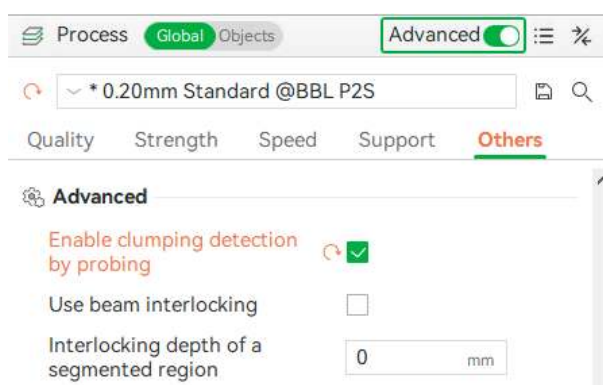 Process Global Objects Advanced
* 0.20mm Standard @BBL P2S
Quality Strength Speed Support Others
Advanced
Enable clumping detection
by probing
Use beam interlocking
Interlocking depth of a
segmented region
0 mm